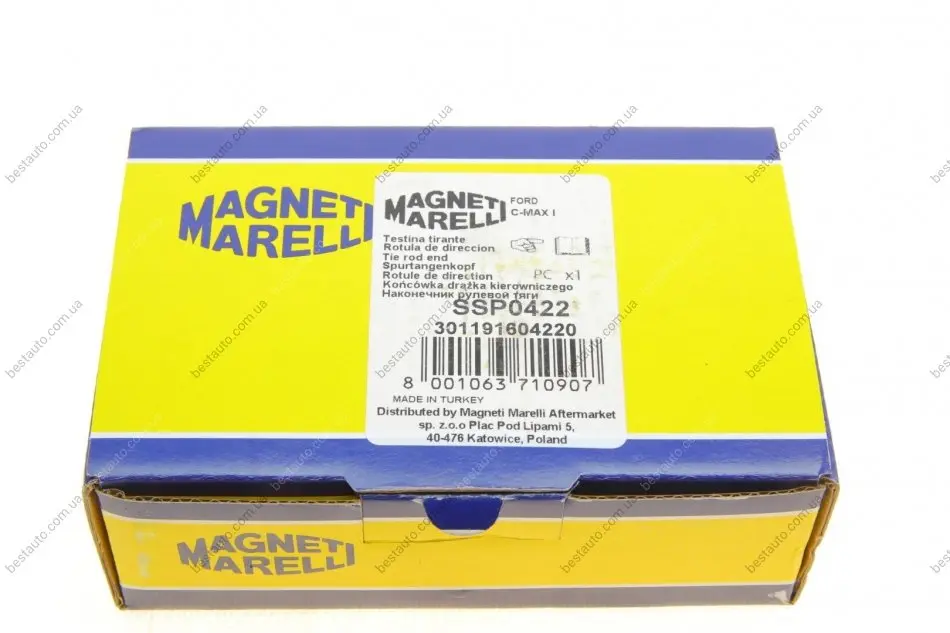 MAGNETI
MARELLI
MAGNETI
MARELLI
FORD
C-MAX I
Testina tirante
Rotula de direccion
Tie rod end
Spurtangenkopf
Rotule de direction
Końcówka drążka kierowniczego
Наконечник рулевой тяги
PC x1
SSP0422
301191604220
8 001063 710907
MADE IN TURKEY
Distributed by Magneti Marelli Aftermarket
sp. z.o.o Plac Pod Lipami 5,
40-476 Katowice, Poland
MAGNETI
MARELLI
bestauto.com.ua